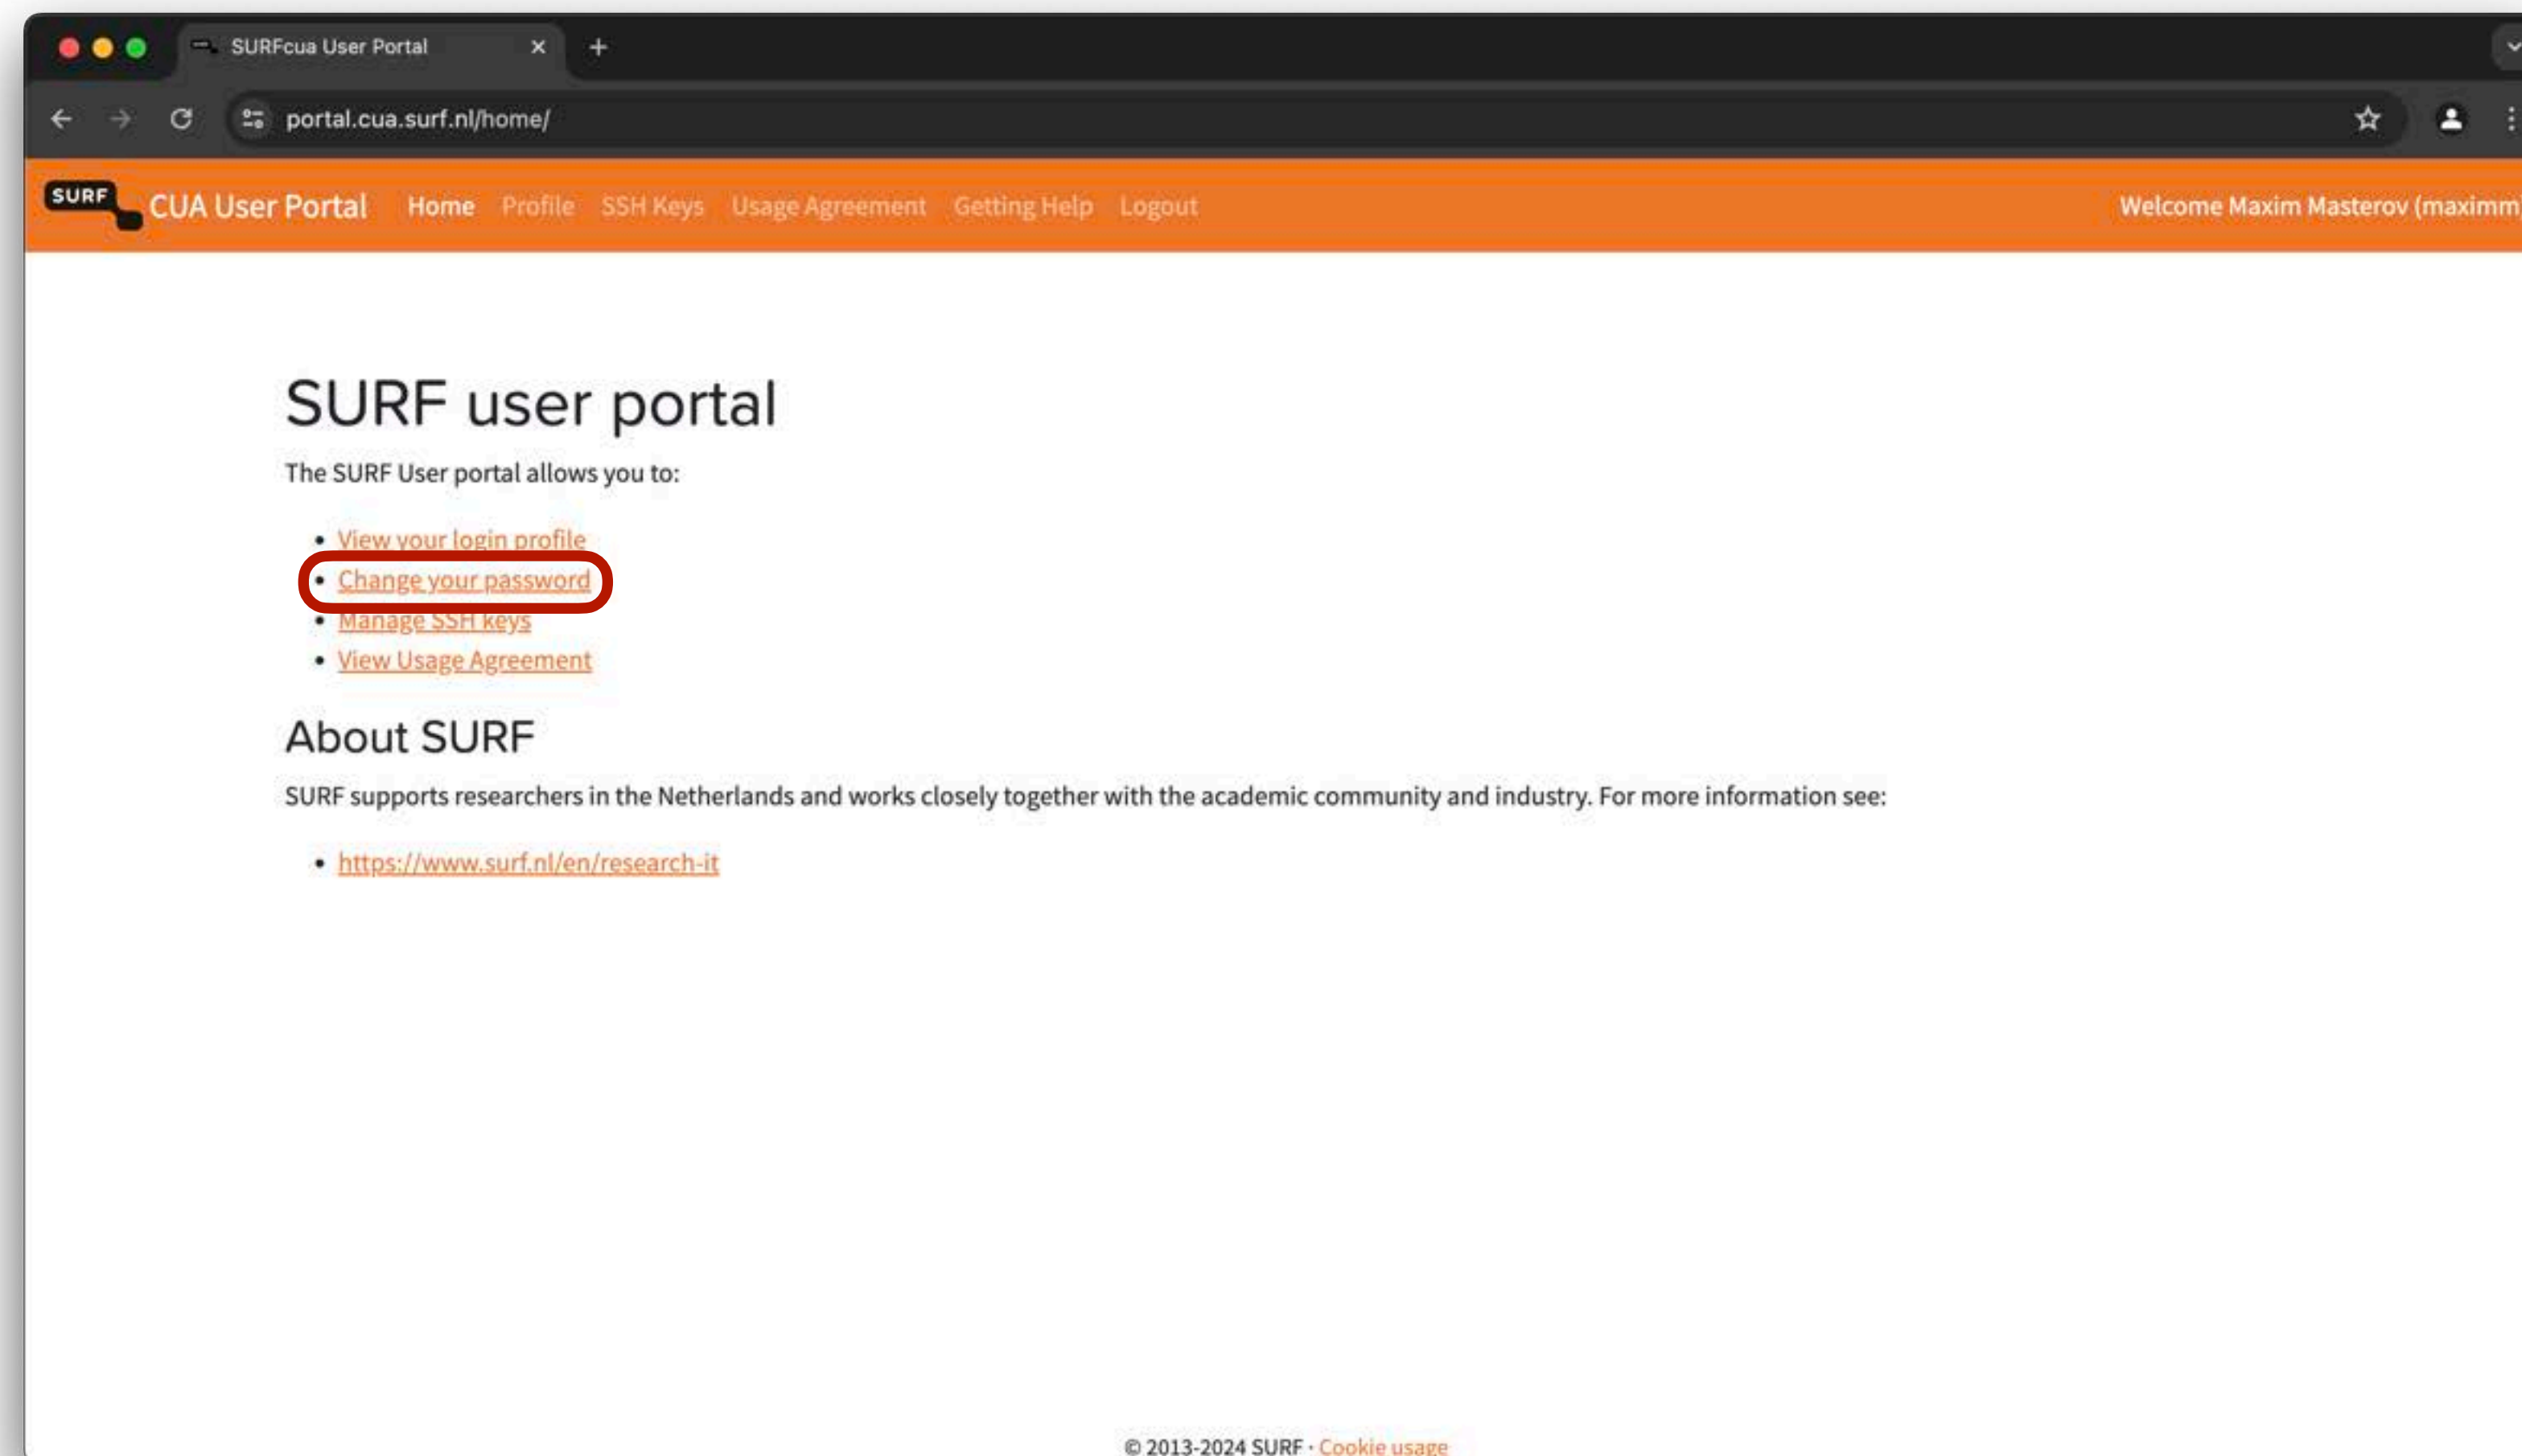 SURFcua User Portal
portal.cua.surf.nl/home/
SURF CUA User Portal Home Profile SSH Keys Usage Agreement Getting Help Logout Welcome Maxim Masterov (maximm
SURF user portal
The SURF User portal allows you to:
• View your login profile
• Change your password
• Manage SSH keys
• View Usage Agreement
About SURF
SURF supports researchers in the Netherlands and works closely together with the academic community and industry. For more information see:
• https://www.surf.nl/en/research-it
© 2013-2024 SURF · Cookie usage